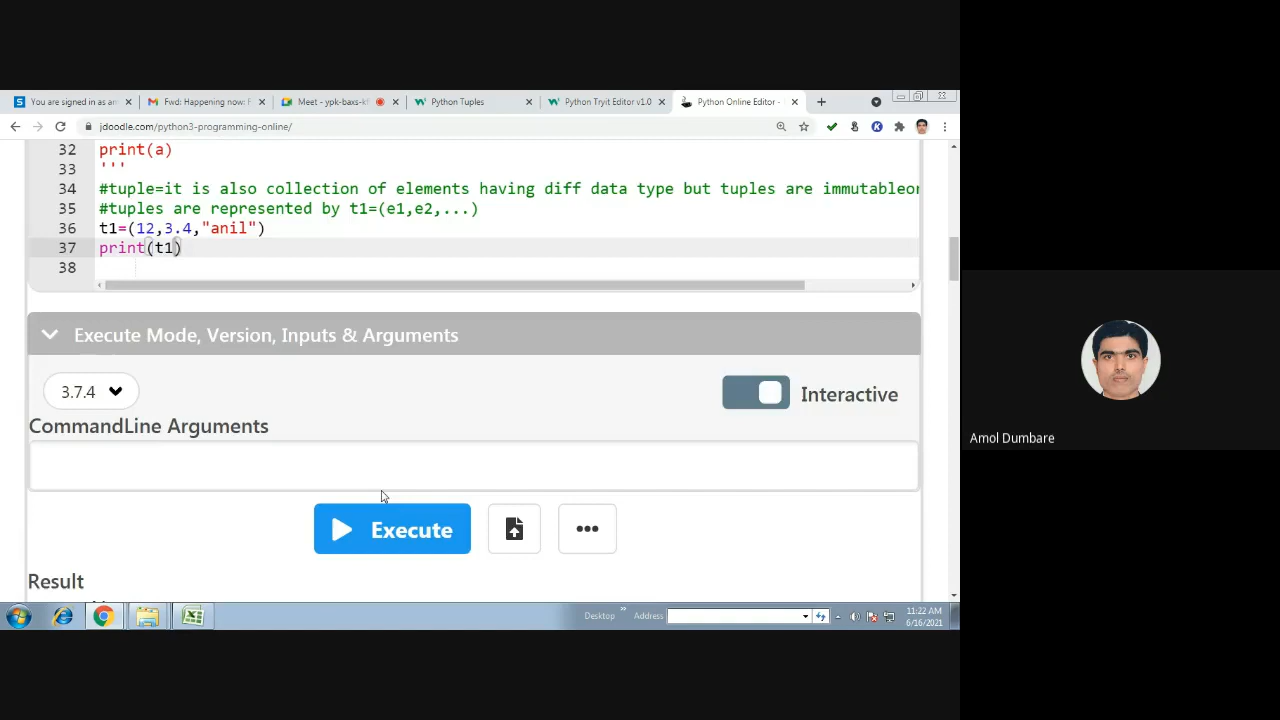 You are signed in as am
Fwd: Happening now: F
Meet - ypk-baxs-kf
Python Tuples
Python Tryit Editor v1.0
Python Online Editor -
jdoodle.com/python3-programming-online/
32 print(a)
33 '''
34 #tuple=it is also collection of elements having diff data type but tuples are immutableor
35 #tuples are represented by t1=(e1,e2,...)
36 t1=(12,3.4,"anil")
37 print(t1)
38
Execute Mode, Version, Inputs & Arguments
3.7.4
Interactive
CommandLine Arguments
Execute
Result
Amol Dumbare
Desktop
Address
11:22 AM
6/16/2021